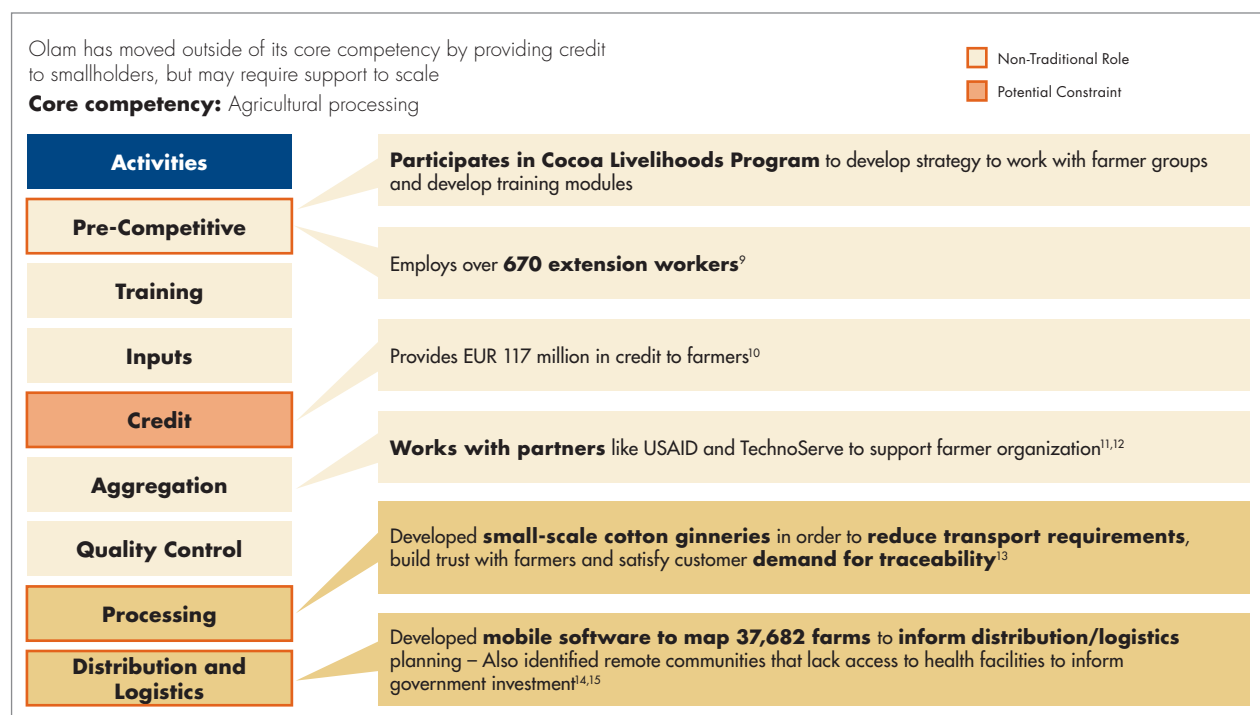 Olam has moved outside of its core competency by providing credit
to smallholders, but may require support to scale
Core competency: Agricultural processing
Non-Traditional Role
Potential Constraint
Activities
Pre-Competitive
Training
Inputs
Credit
Aggregation
Quality Control
Processing
Distribution and
Logistics
Participates in Cocoa Livelihoods Program to develop strategy to work with farmer groups
and develop training modules
Employs over 670 extension workers⁹
Provides EUR 117 million in credit to farmers¹⁰
Works with partners like USAID and TechnoServe to support farmer organization¹¹,¹²
Developed small-scale cotton ginneries in order to reduce transport requirements,
build trust with farmers and satisfy customer demand for traceability¹³
Developed mobile software to map 37,682 farms to inform distribution/logistics
planning – Also identified remote communities that lack access to health facilities to inform
government investment¹⁴,¹⁵